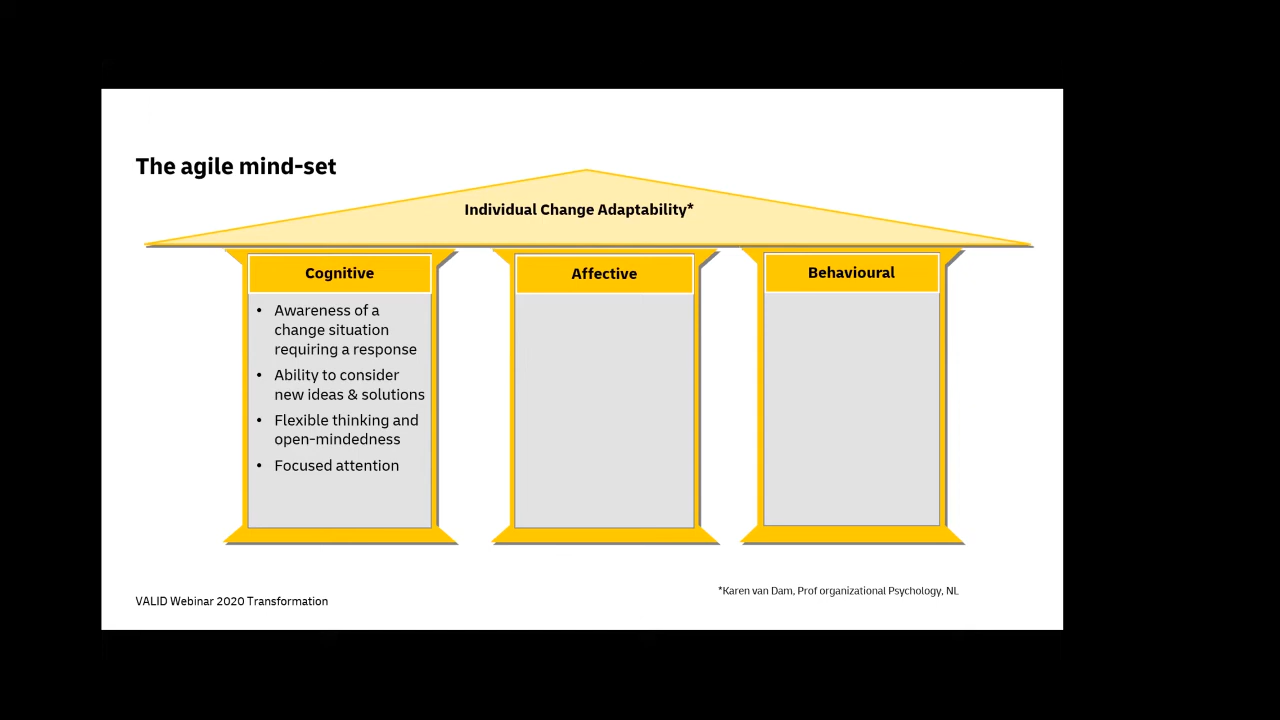 The agile mind-set
Individual Change Adaptability*
Cognitive
• Awareness of a
change situation
requiring a response
• Ability to consider
new ideas & solutions
• Flexible thinking and
open-mindedness
• Focused attention
Affective
Behavioural
*Karen van Dam, Prof organizational Psychology, NL
VALID Webinar 2020 Transformation